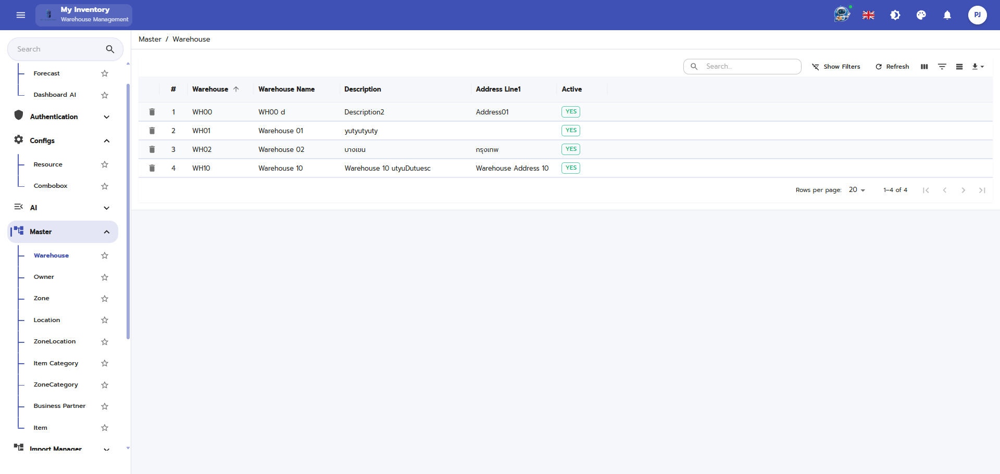 My Inventory
Warehouse Management
PJ
Search
Forecast
Dashboard AI
Authentication
Configs
Resource
Combobox
AI
Master
Warehouse
Owner
Zone
Location
ZoneLocation
Item Category
ZoneCategory
Business Partner
Item
Import Manager
Master / Warehouse
Search...
Show Filters
Refresh
# Warehouse Warehouse Name Description Address Line1 Active
1 WH00 WH00 d Description2 Address01 YES
2 WH01 Warehouse 01 yutyutyuty YES
3 WH02 Warehouse 02 บางเขน กรุงเทพ YES
4 WH10 Warehouse 10 Warehouse 10 utyuDutuesc Warehouse Address 10 YES
Rows per page: 20 1–4 of 4